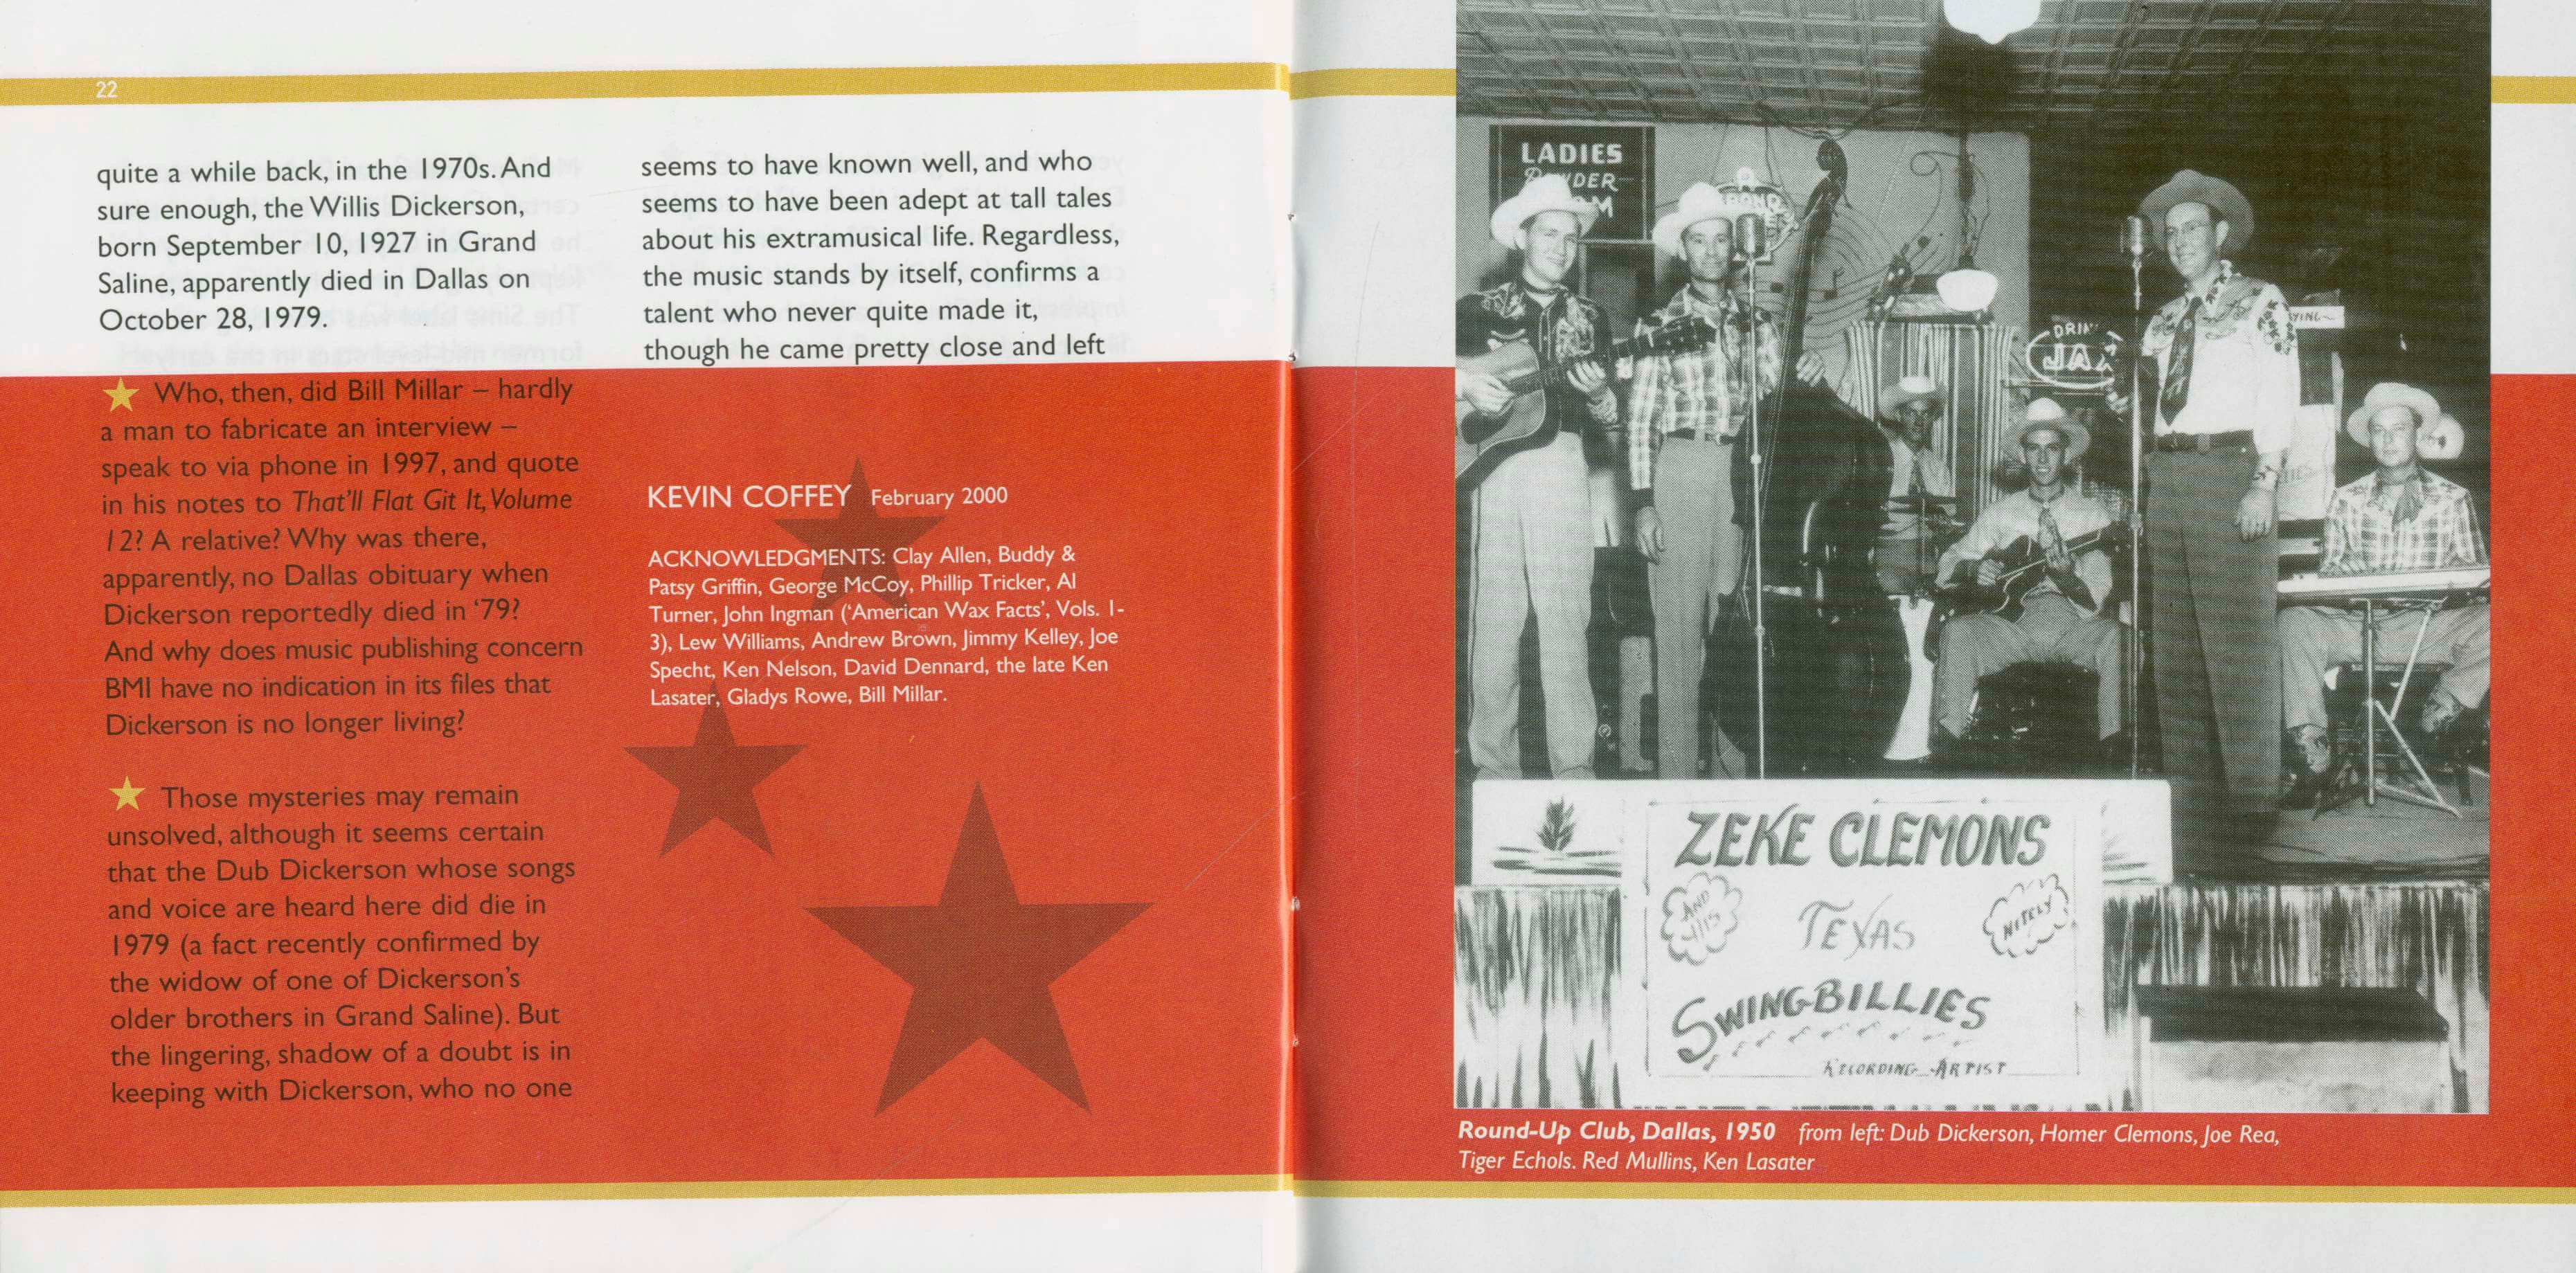 22
quite a while back, in the 1970s. And
sure enough, the Willis Dickerson,
born September 10, 1927 in Grand
Saline, apparently died in Dallas on
October 28, 1979.
Who, then, did Bill Millar – hardly
a man to fabricate an interview –
speak to via phone in 1997, and quote
in his notes to That'll Flat Git It, Volume
12? A relative? Why was there,
apparently, no Dallas obituary when
Dickerson reportedly died in ‘79?
And why does music publishing concern
BMI have no indication in its files that
Dickerson is no longer living?
Those mysteries may remain
unsolved, although it seems certain
that the Dub Dickerson whose songs
and voice are heard here did die in
1979 (a fact recently confirmed by
the widow of one of Dickerson's
older brothers in Grand Saline). But
the lingering, shadow of a doubt is in
keeping with Dickerson, who no one
seems to have known well, and who
seems to have been adept at tall tales
about his extramusical life. Regardless,
the music stands by itself, confirms a
talent who never quite made it,
though he came pretty close and left
KEVIN COFFEY February 2000
ACKNOWLEDGMENTS: Clay Allen, Buddy &
Patsy Griffin, George McCoy, Phillip Tricker, Al
Turner, John Ingman (‘American Wax Facts’, Vols. 1-
3), Lew Williams, Andrew Brown, Jimmy Kelley, Joe
Specht, Ken Nelson, David Dennard, the late Ken
Lasater, Gladys Rowe, Bill Millar.
LADIES
DRIN
JA
ZEKE CLEMONS
AND HIS
TEXAS
NITELY
SWINGBILLIES
RECORDING ARTIST
Round-Up Club, Dallas, 1950 from left: Dub Dickerson, Homer Clemons, Joe Rea,
Tiger Echols. Red Mullins, Ken Lasater